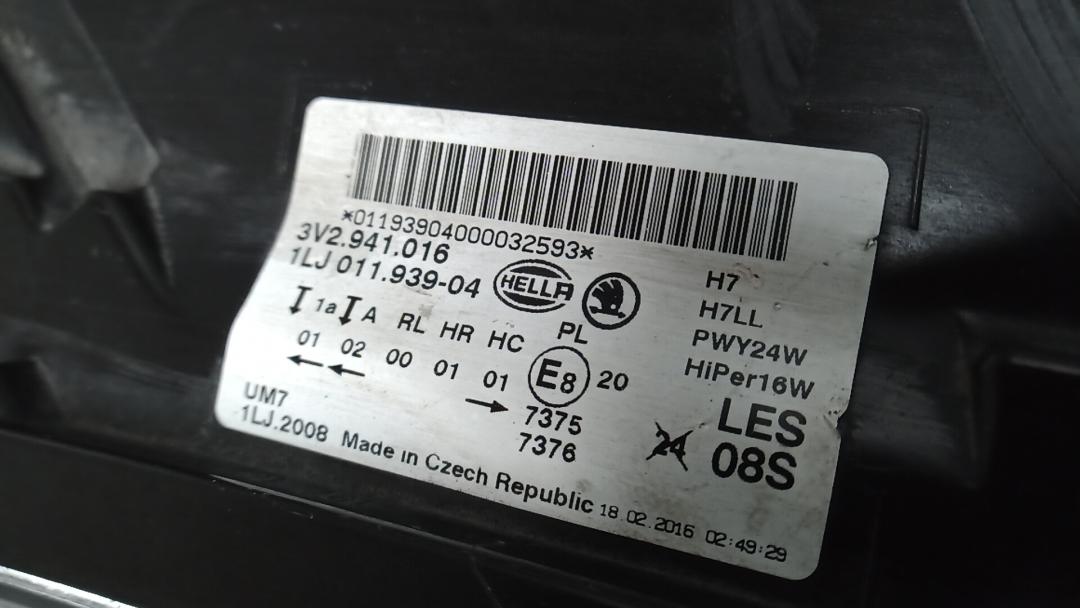 *01193904000032593*
3V2.941.016
1LJ 011.939-04
HELLA
H7
H7LL
PWY24W
HiPer16W
1a A RL HR HC PL
01 02 00 01 01 E8 20
7375
7376
24
LES
08S
UM7
1LJ.2008 Made in Czech Republic 18.02.2016 02:49:29